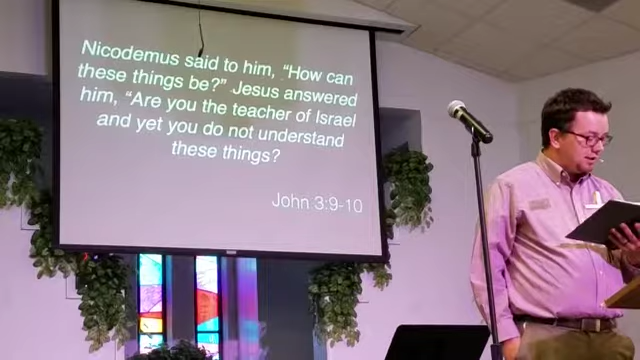 Nicodemus said to him, "How can
these things be?" Jesus answered
him, "Are you the teacher of Israel
and yet you do not understand
these things?
John 3:9-10